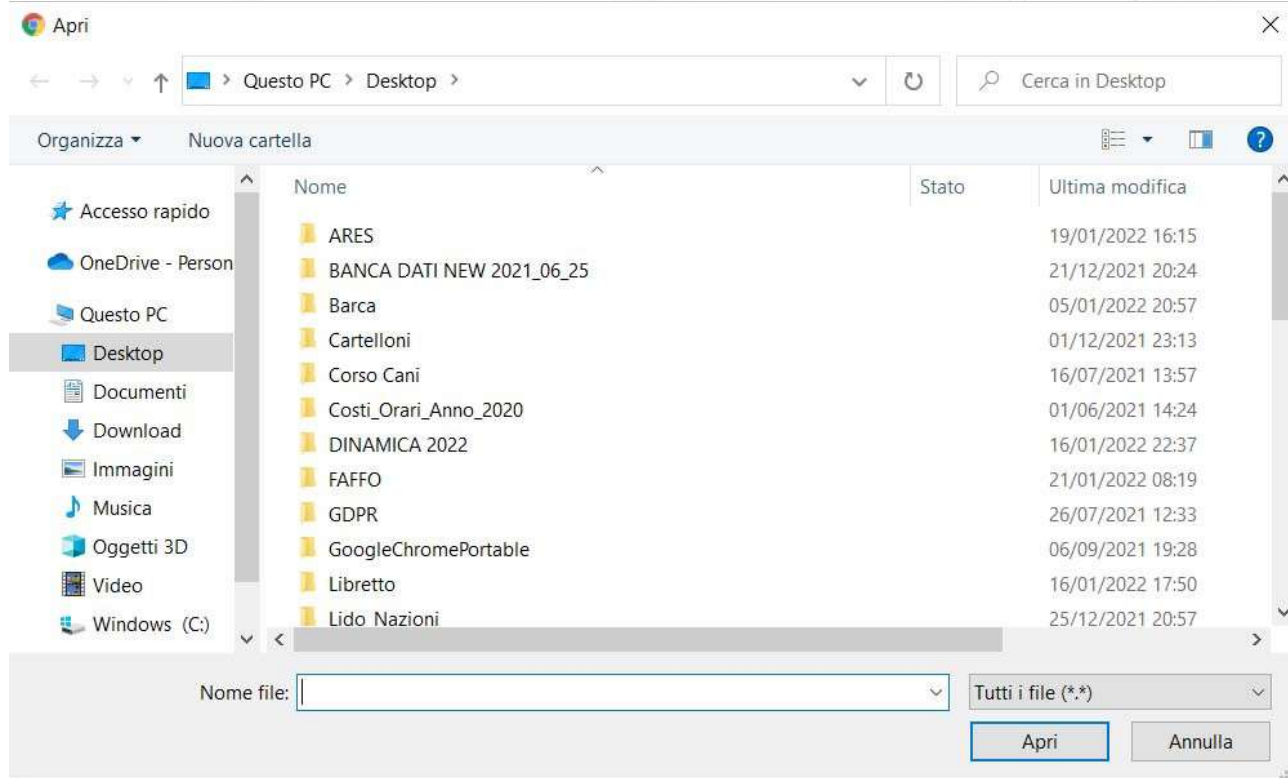 Apri
Questo PC > Desktop >
Cerca in Desktop
Organizza
Nuova cartella
?
Accesso rapido
OneDrive - Person
Questo PC
Desktop
Documenti
Download
Immagini
Musica
Oggetti 3D
Video
Windows (C:)
Nome Stato Ultima modifica
ARES 19/01/2022 16:15
BANCA DATI NEW 2021_06_25 21/12/2021 20:24
Barca 05/01/2022 20:57
Cartelloni 01/12/2021 23:13
Corso Cani 16/07/2021 13:57
Costi_Orari_Anno_2020 01/06/2021 14:24
DINAMICA 2022 16/01/2022 22:37
FAFFO 21/01/2022 08:19
GDPR 26/07/2021 12:33
GoogleChromePortable 06/09/2021 19:28
Libretto 16/01/2022 17:50
Lido Nazioni 25/12/2021 20:57
Nome file:
Tutti i file (*.*)
Apri
Annulla